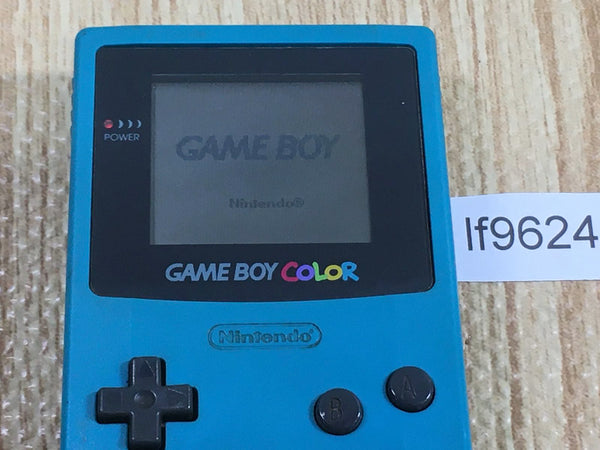 POWER
GAME BOY
Nintendo®
lf9624
GAME BOY COLOR
Nintendo®
B
A